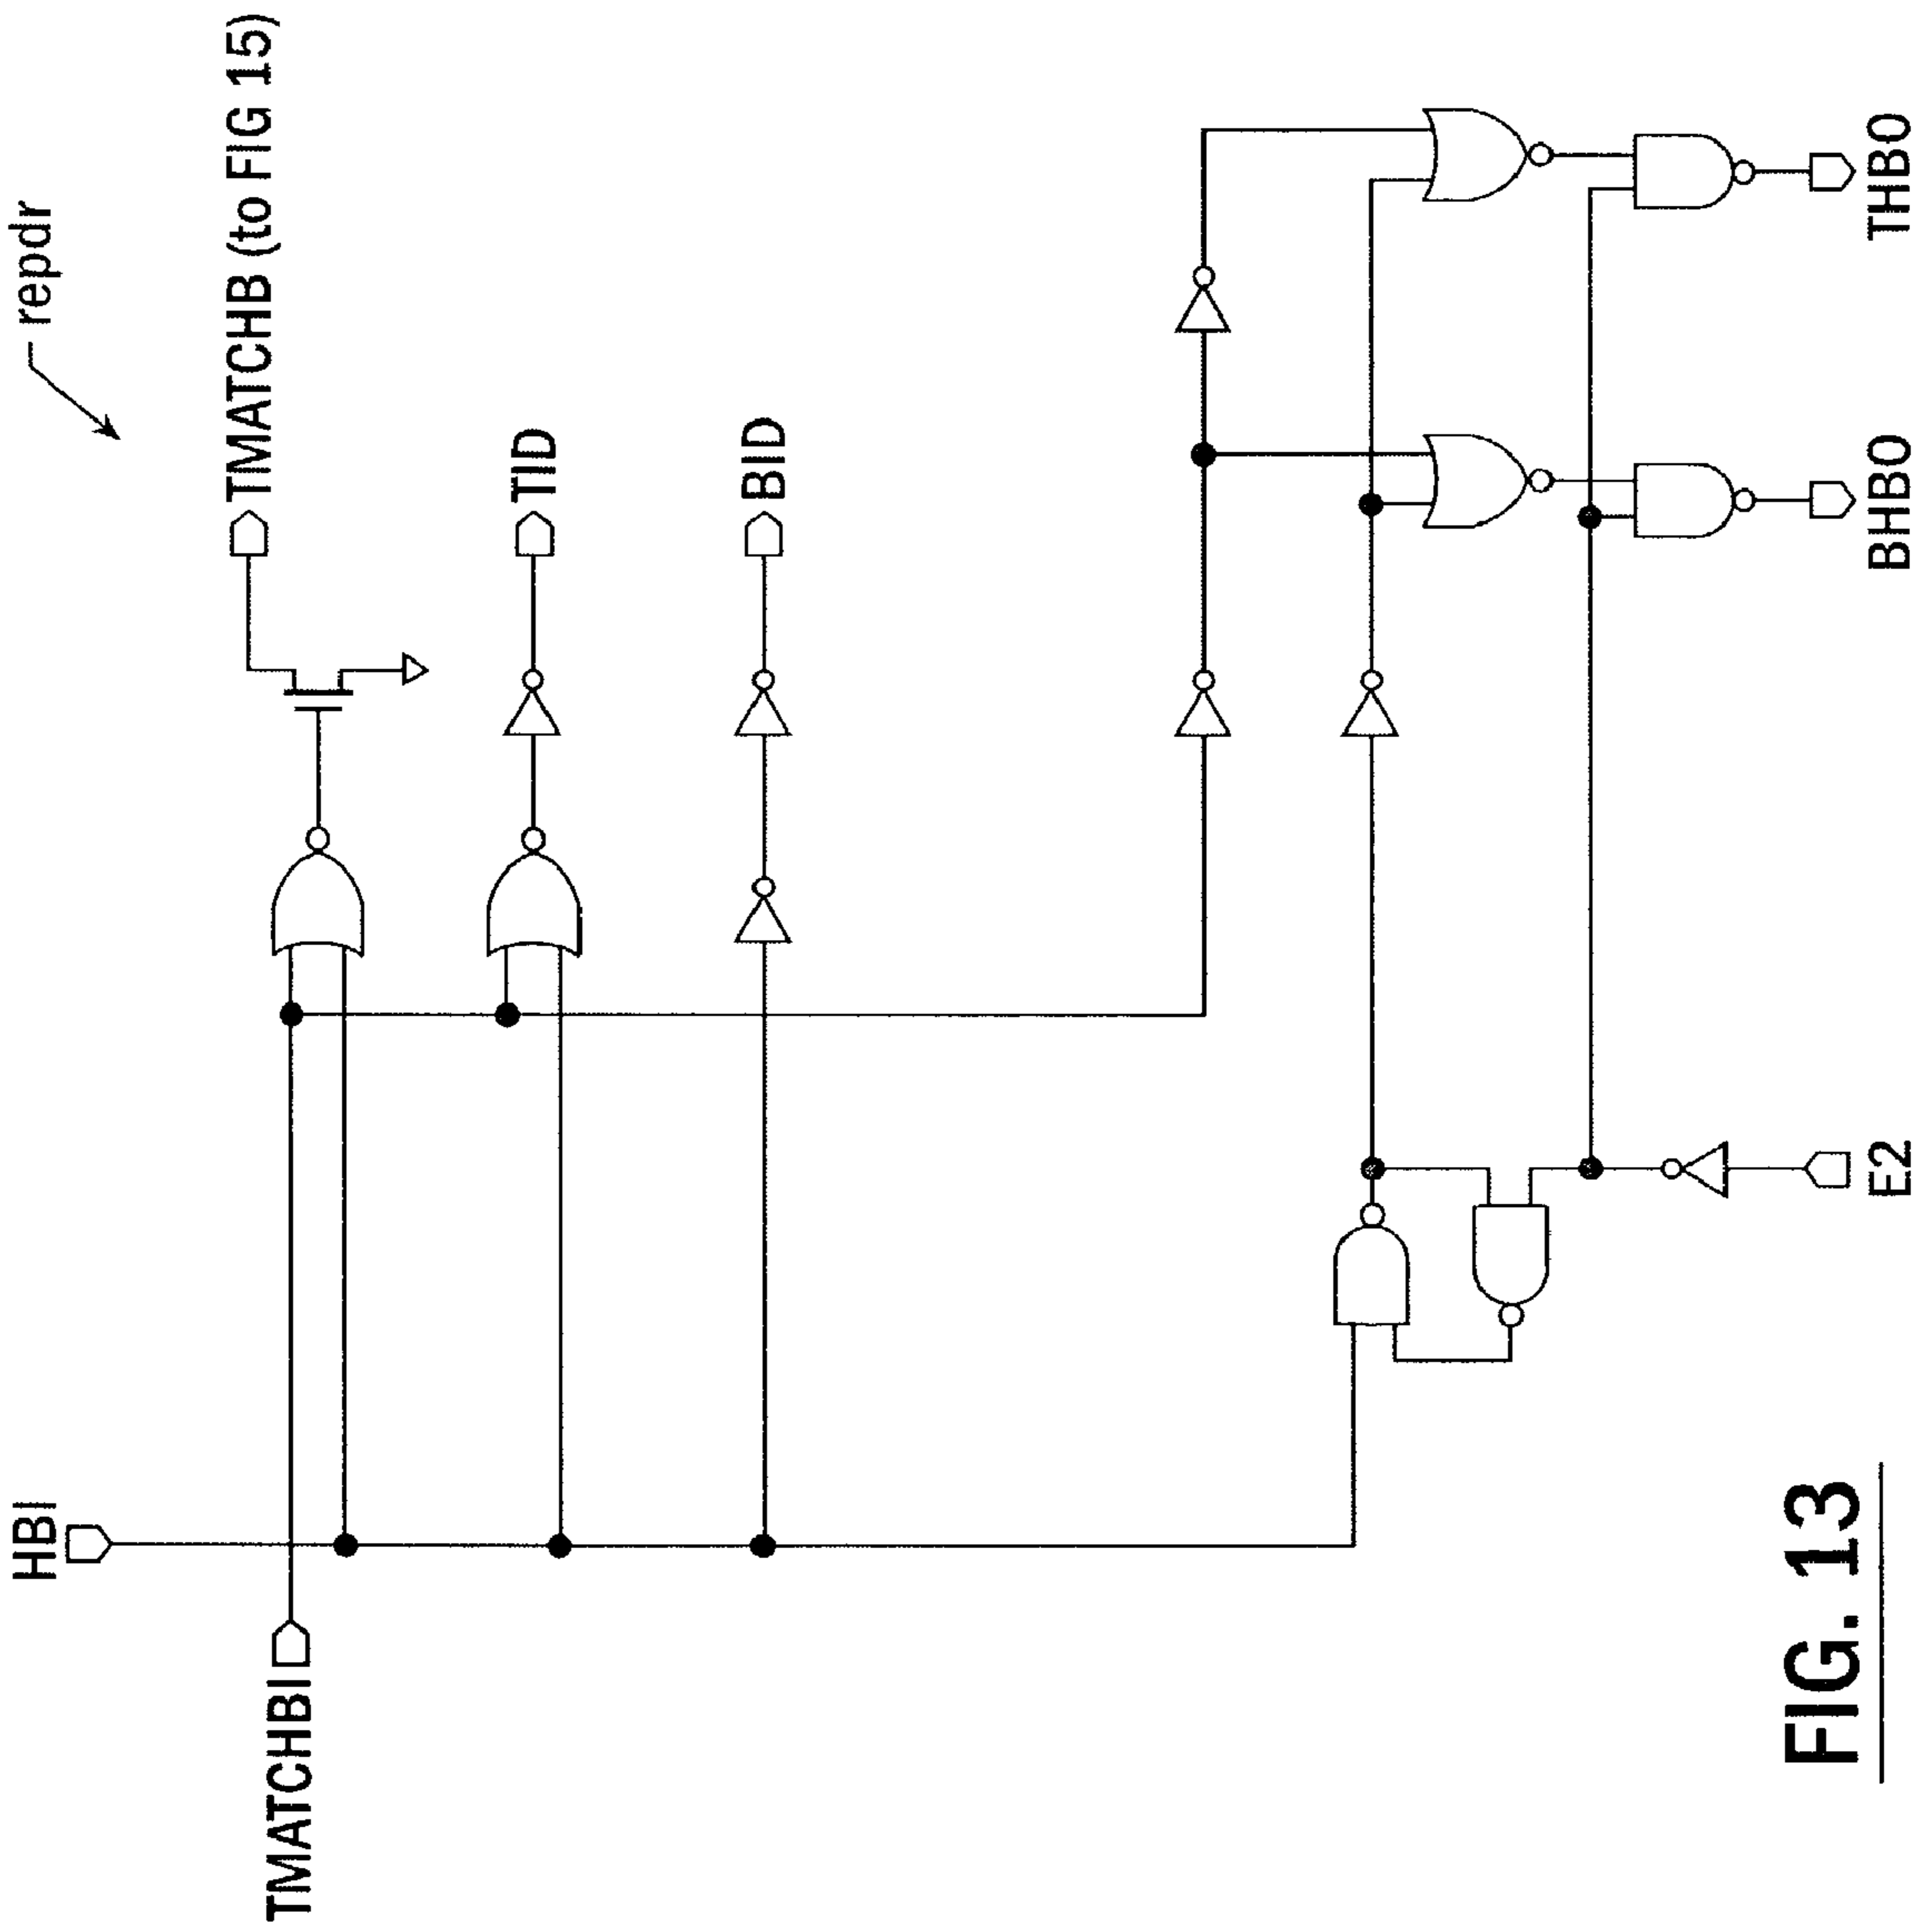 repdr
HBI
TMATCHBI
TMATCHB (to FIG 15)
TID
BID
E2
BHBO
THBO
FIG. 13